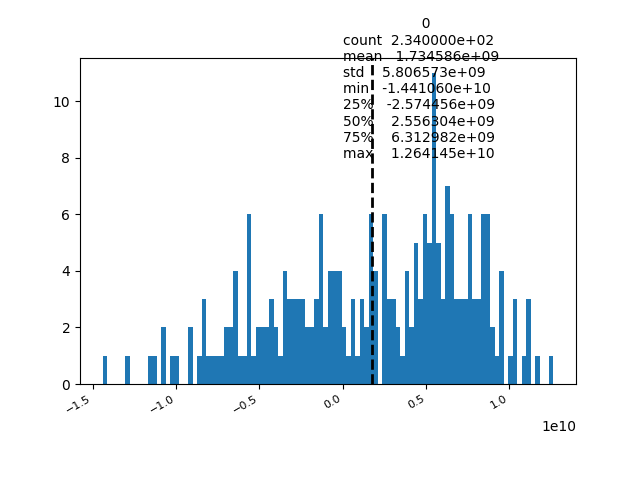 0
count  2.340000e+02
mean   1.734586e+09
std    5.806573e+09
min   -1.441060e+10
25%   -2.574456e+09
50%    2.556304e+09
75%    6.312982e+09
max    1.264145e+10
10
8
6
4
2
0
-1.5 -1.0 -0.5 0.0 0.5 1.0
1e10